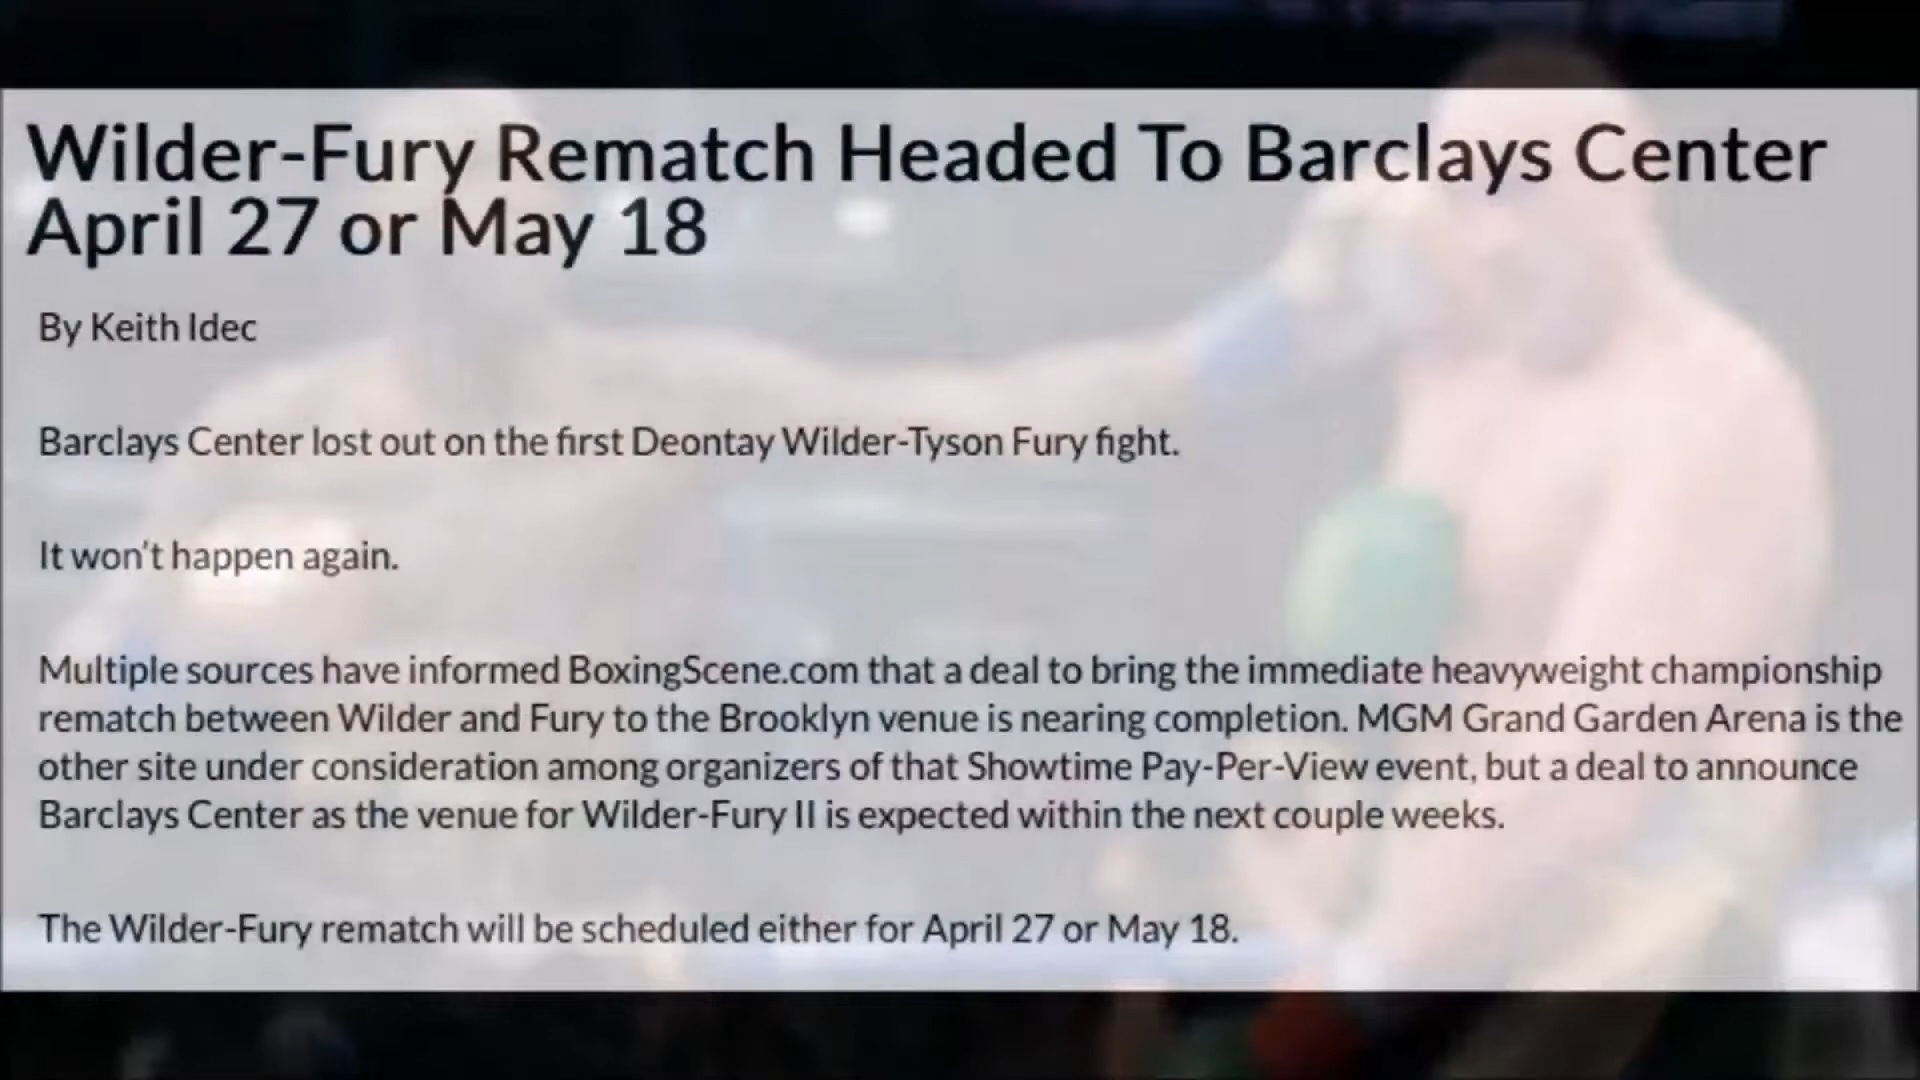 Wilder-Fury Rematch Headed To Barclays Center
April 27 or May 18
By Keith Idec
Barclays Center lost out on the first Deontay Wilder-Tyson Fury fight.
It won't happen again.
Multiple sources have informed BoxingScene.com that a deal to bring the immediate heavyweight championship
rematch between Wilder and Fury to the Brooklyn venue is nearing completion. MGM Grand Garden Arena is the
other site under consideration among organizers of that Showtime Pay-Per-View event, but a deal to announce
Barclays Center as the venue for Wilder-Fury II is expected within the next couple weeks.
The Wilder-Fury rematch will be scheduled either for April 27 or May 18.